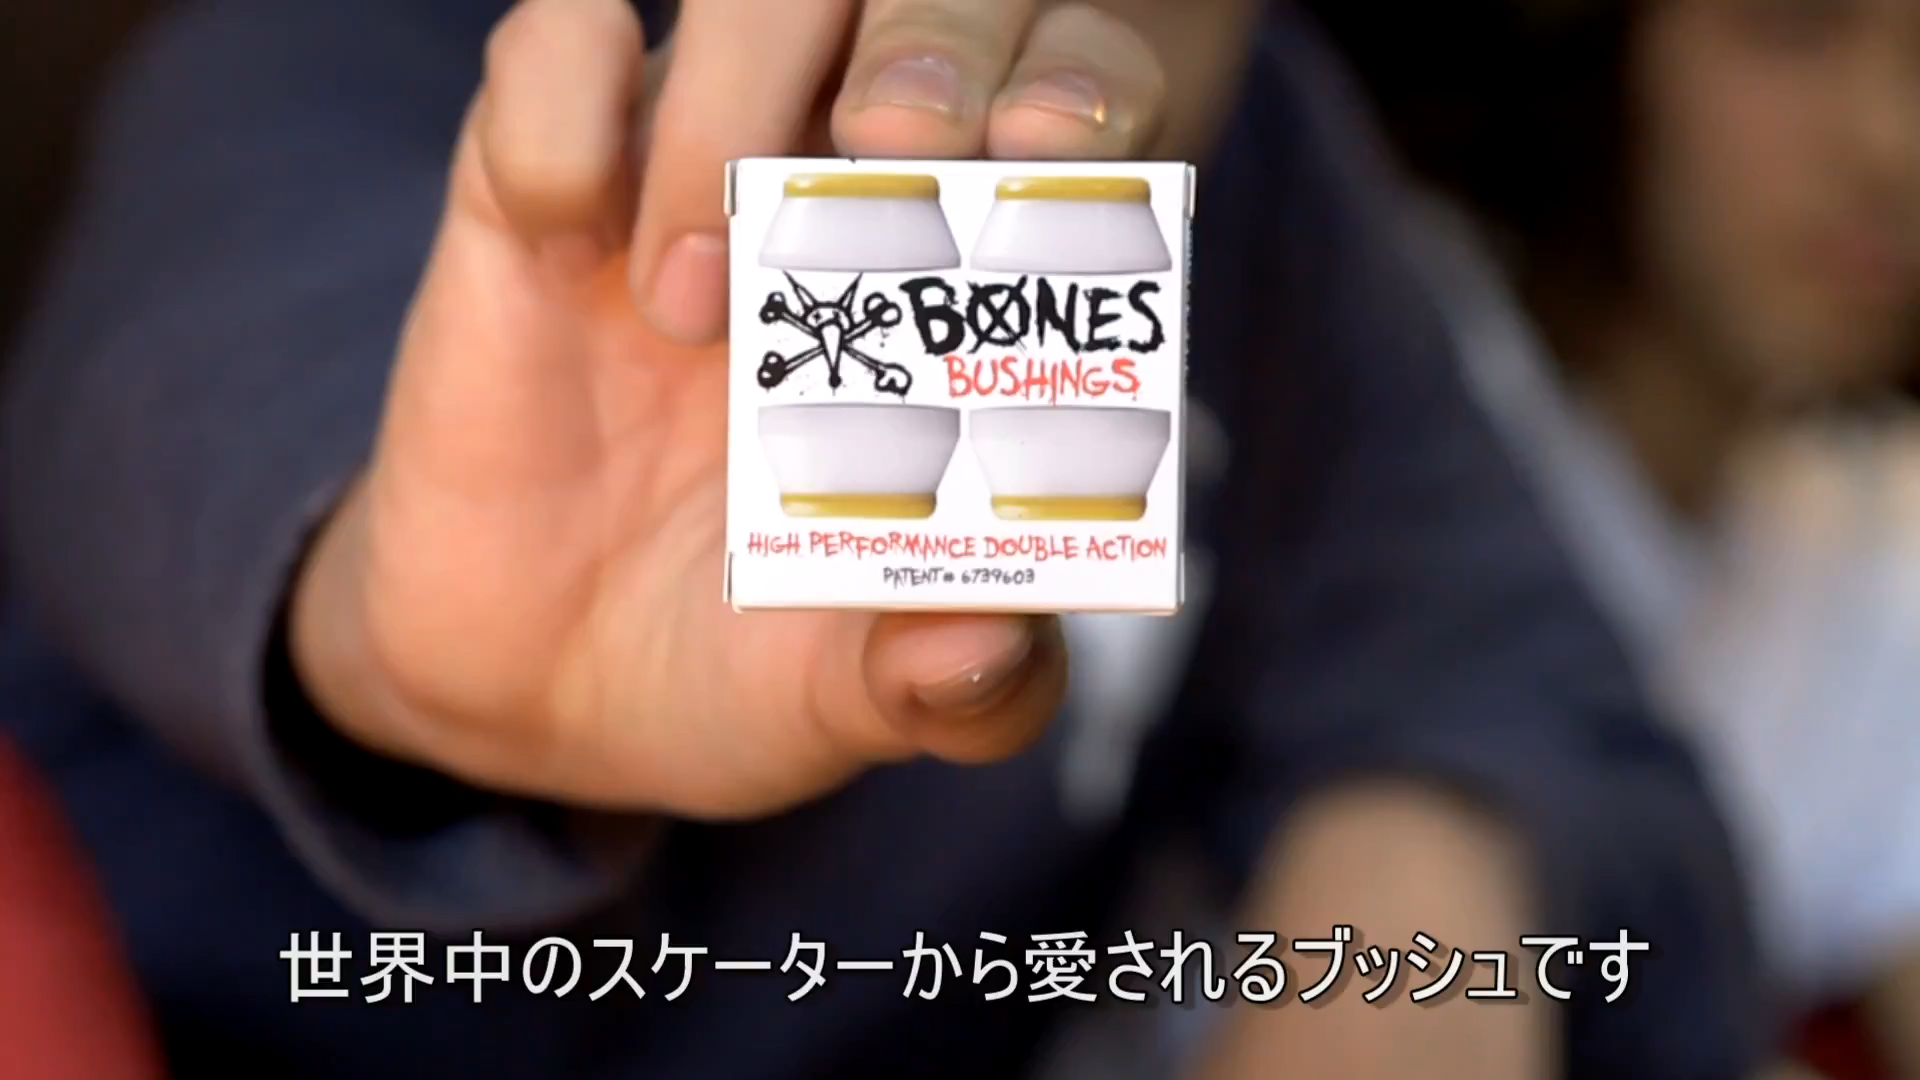 BONES
BUSHINGS
HIGH PERFORMANCE DOUBLE ACTION
PATENT# 6739603
世界中のスケーターから愛されるブッシュです